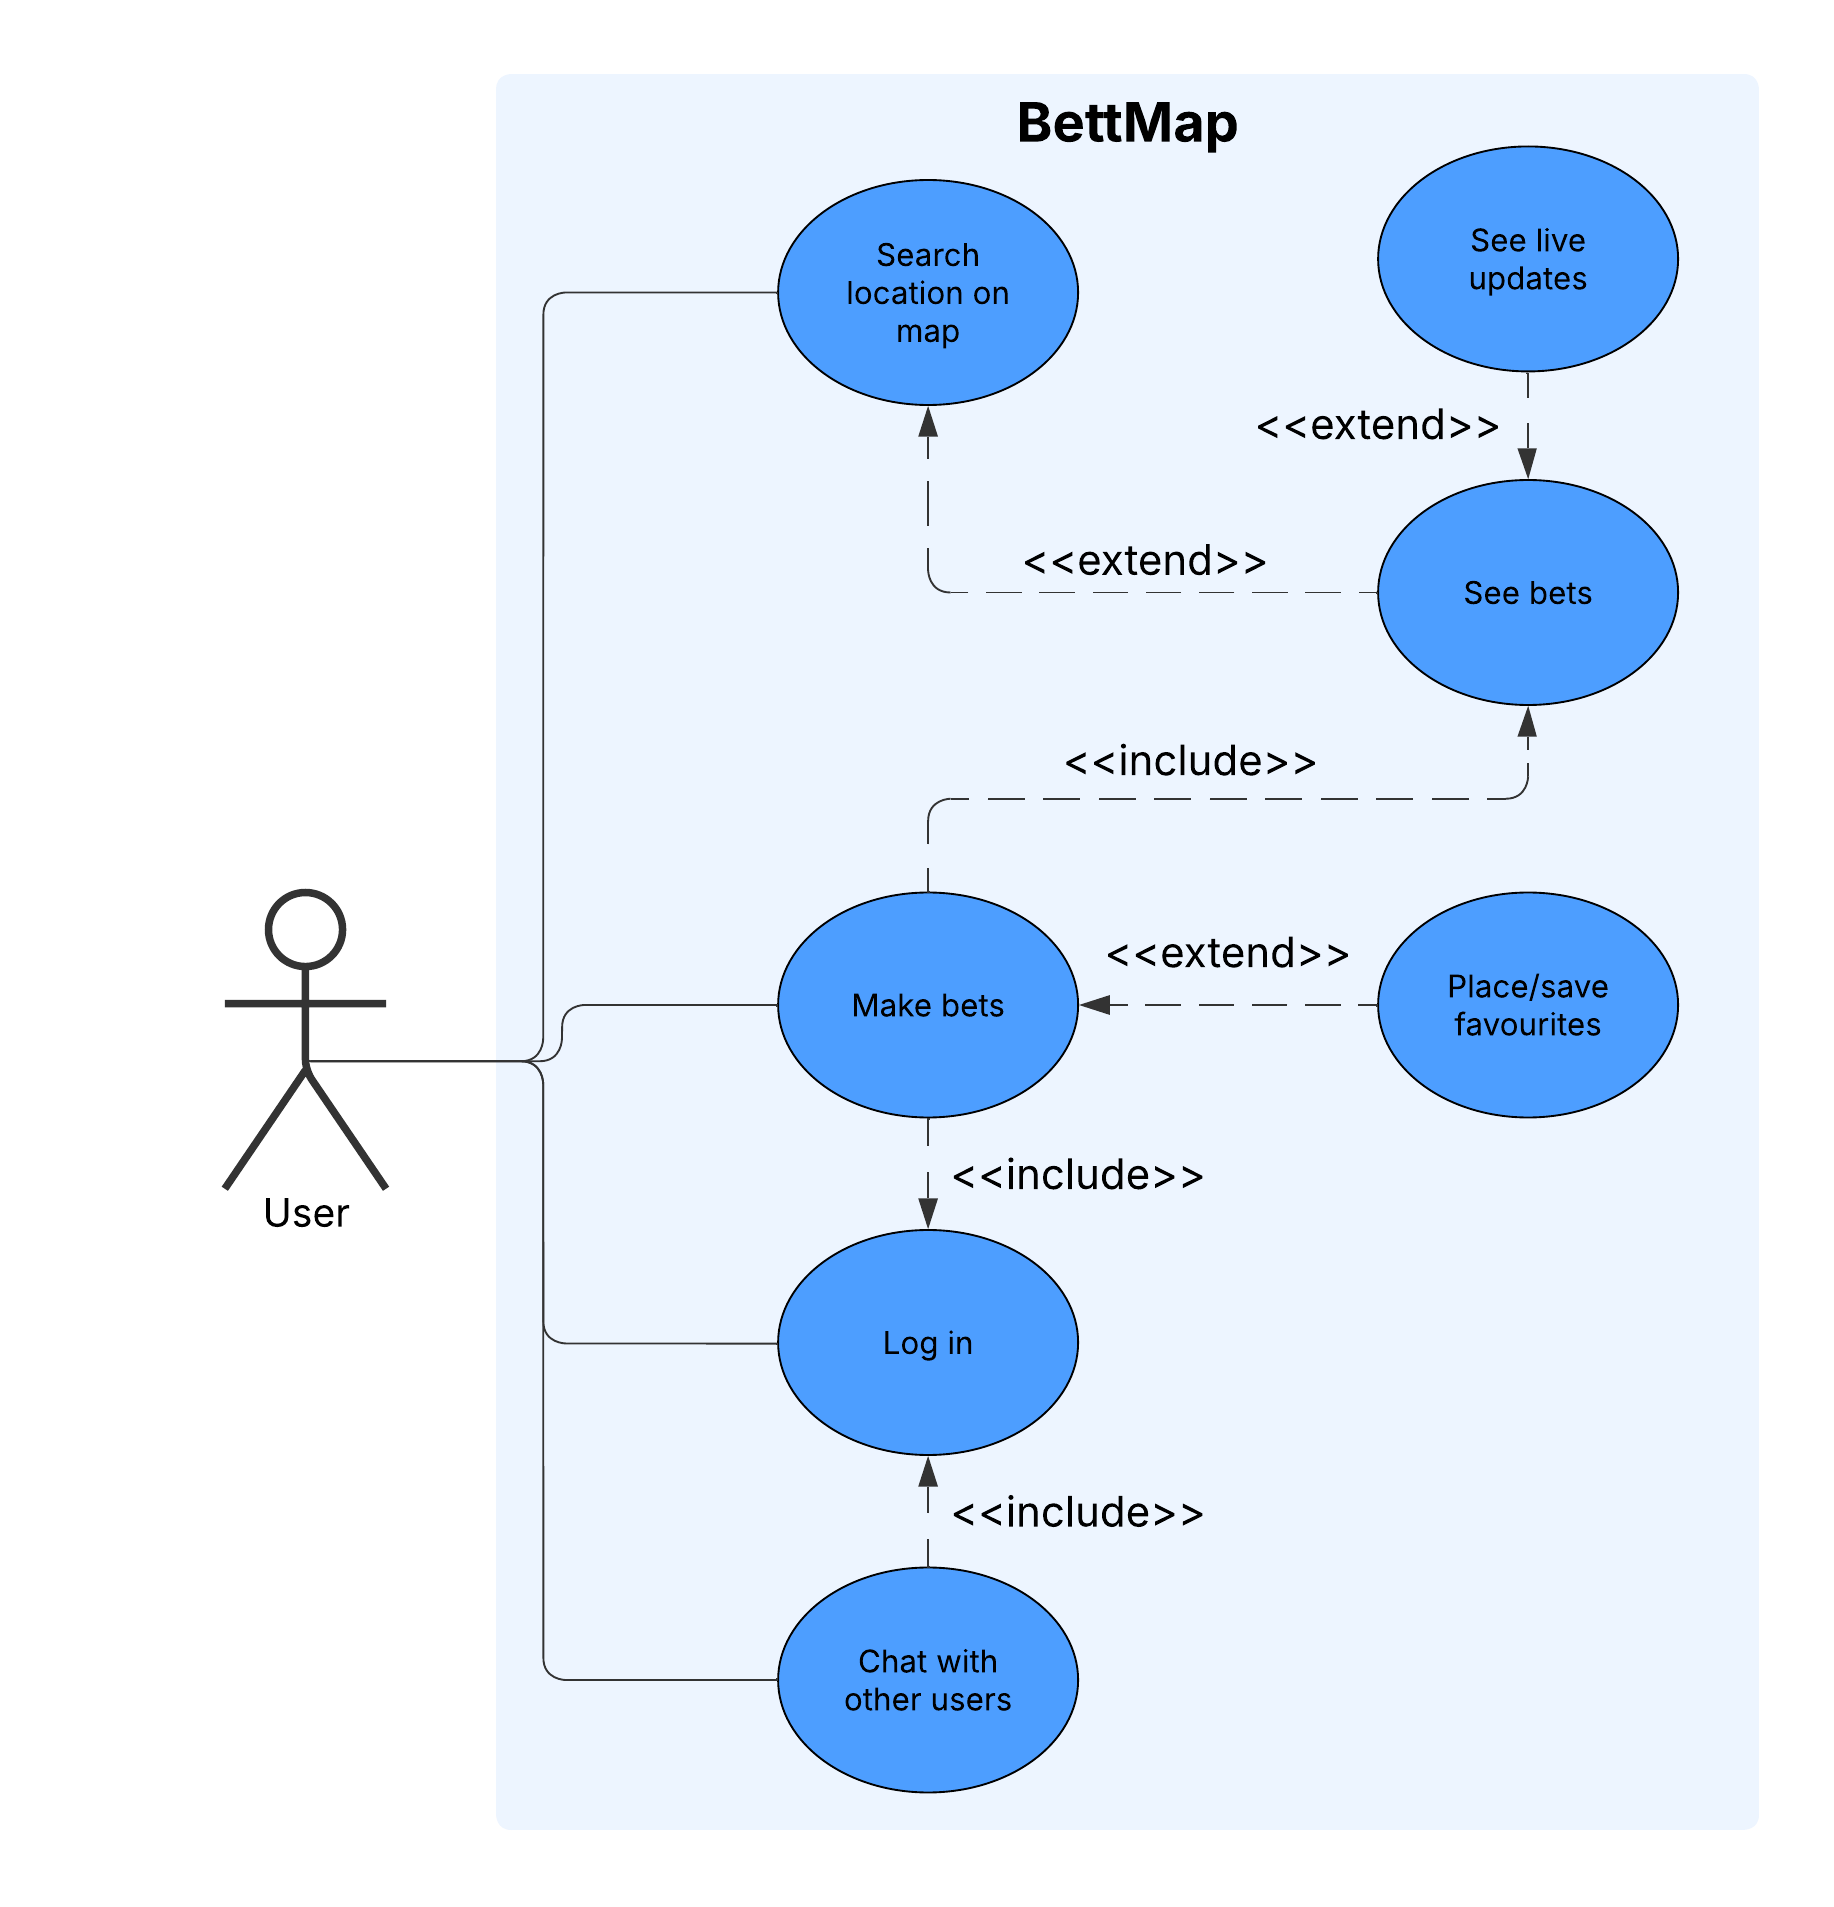 BettMap
Search
location on
map
See live
updates
<<extend>>
<<extend>>
See bets
<<include>>
Make bets
<<extend>>
Place/save
favourites
<<include>>
User
Log in
<<include>>
Chat with
other users